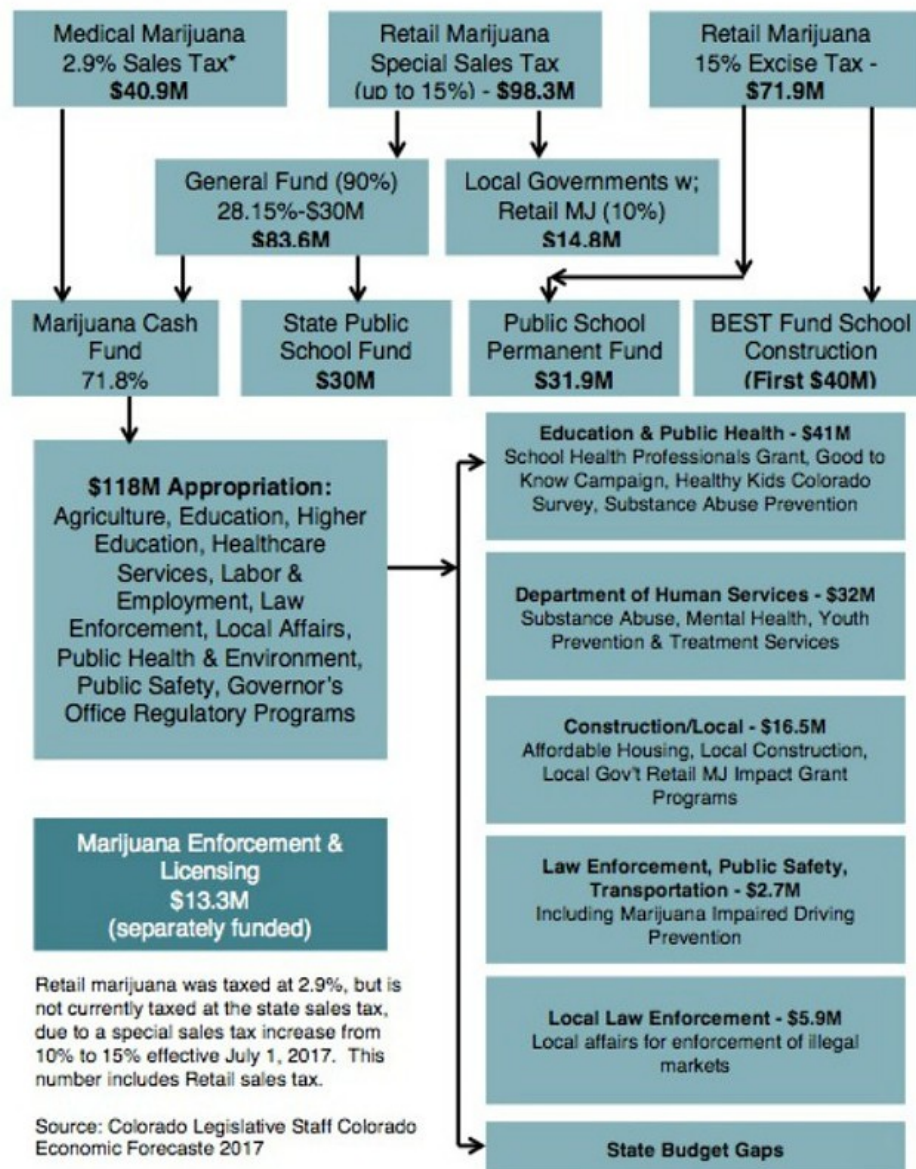 Medical Marijuana
2.9% Sales Tax*
$40.9M
Retail Marijuana
Special Sales Tax
(up to 15%) - $98.3M
Retail Marijuana
15% Excise Tax -
$71.9M
General Fund (90%)
28.15%-$30M
$83.6M
Local Governments w;
Retail MJ (10%)
$14.8M
Marijuana Cash
Fund
71.8%
State Public
School Fund
$30M
Public School
Permanent Fund
$31.9M
BEST Fund School
Construction
(First $40M)
$118M Appropriation:
Agriculture, Education, Higher
Education, Healthcare
Services, Labor &
Employment, Law
Enforcement, Local Affairs,
Public Health & Environment,
Public Safety, Governor's
Office Regulatory Programs
Education & Public Health - $41M
School Health Professionals Grant, Good to
Know Campaign, Healthy Kids Colorado
Survey, Substance Abuse Prevention
Department of Human Services - $32M
Substance Abuse, Mental Health, Youth
Prevention & Treatment Services
Construction/Local - $16.5M
Affordable Housing, Local Construction,
Local Gov't Retail MJ Impact Grant
Programs
Law Enforcement, Public Safety,
Transportation - $2.7M
Including Marijuana Impaired Driving
Prevention
Local Law Enforcement - $5.9M
Local affairs for enforcement of illegal
markets
State Budget Gaps
Marijuana Enforcement &
Licensing
$13.3M
(separately funded)
Retail marijuana was taxed at 2.9%, but is
not currently taxed at the state sales tax,
due to a special sales tax increase from
10% to 15% effective July 1, 2017. This
number includes Retail sales tax.
Source: Colorado Legislative Staff Colorado
Economic Forecaste 2017